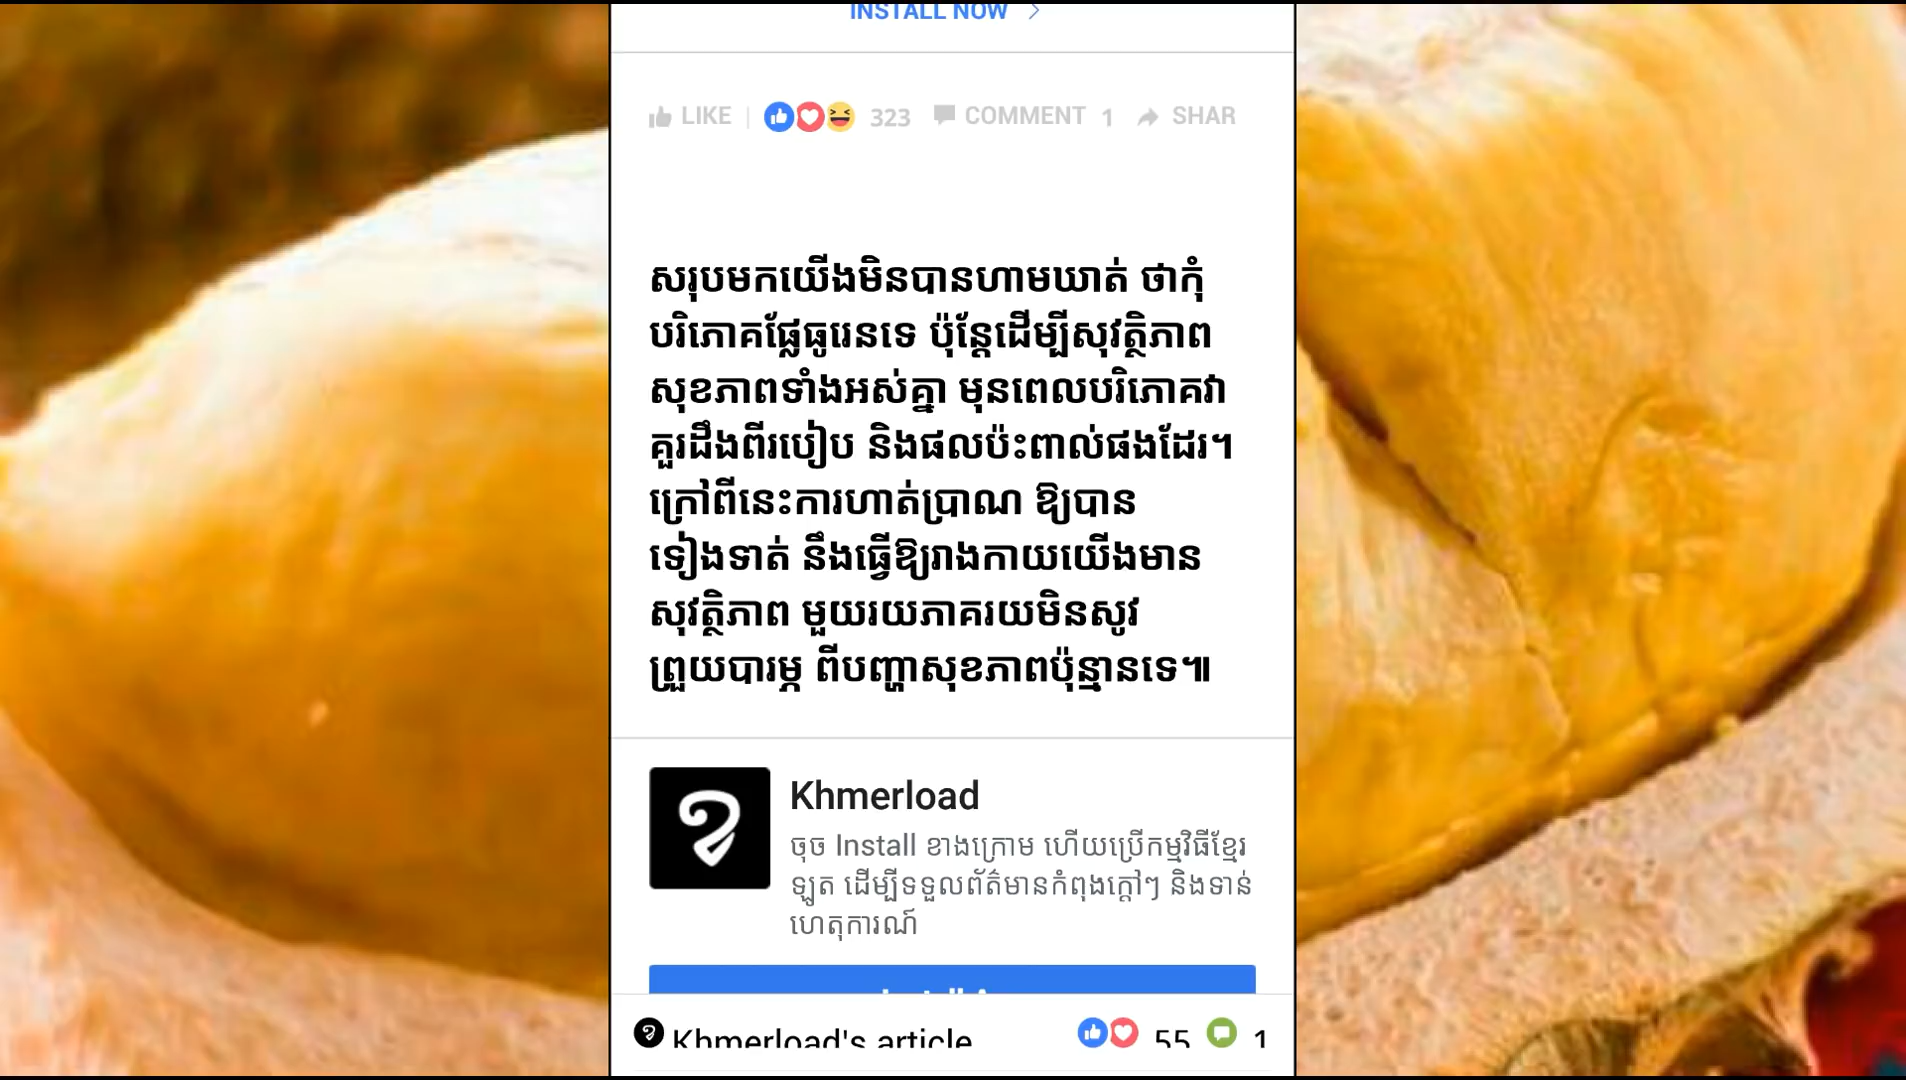 INSTALL NOW >
LIKE | 323 COMMENT 1 SHAR
សរុបមកយើងមិនបានហាមឃាត់ ថាកុំ
បរិភោគផ្លែធូរេនទេ ប៉ុន្តែដើម្បីសុវត្ថិភាព
សុខភាពទាំងអស់គ្នា មុនពេលបរិភោគវា
គួរដឹងពីរបៀប និងផលប៉ះពាល់ផងដែរ។
ក្រៅពីនេះការហាត់ប្រាណ ឱ្យបាន
ទៀងទាត់ នឹងធ្វើឱ្យរាងកាយយើងមាន
សុវត្ថិភាព មួយរយភាគរយមិនសូវ
ព្រួយបារម្ភ ពីបញ្ហាសុខភាពប៉ុន្មានទេ៕
Khmerload
ចុច Install ខាងក្រោម ហើយប្រើកម្មវិធីខ្មែរ
ឡូត ដើម្បីទទួលព័ត៌មានកំពុងក្តៅៗ និងទាន់
ហេតុការណ៍
Khmerload's article 55 1